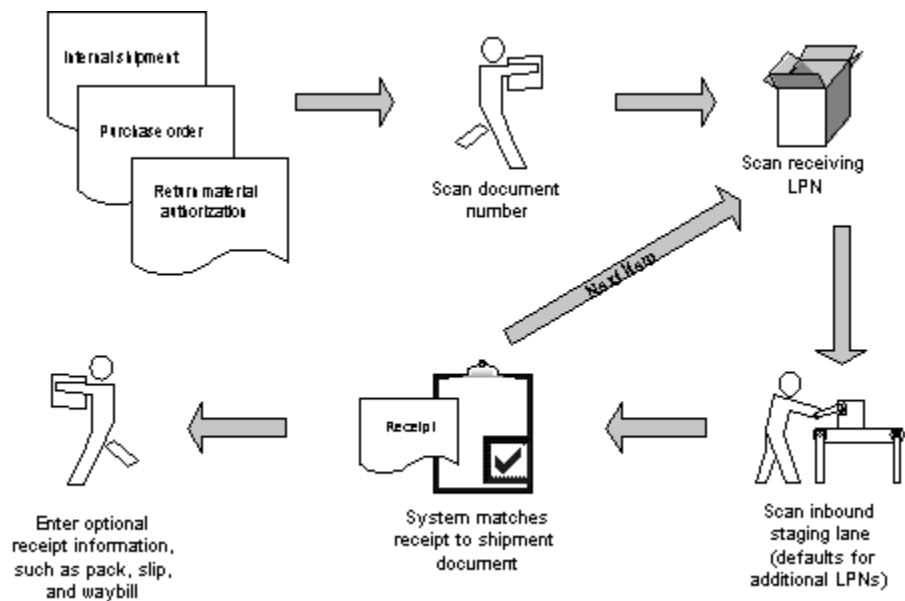 Internal shipment
Purchase order
Return material
authorization
Scan document
number
Scan receiving
LPN
Next Item
Receipt
Enter optional
receipt information,
such as pack, slip,
and waybill
System matches
receipt to shipment
document
Scan inbound
staging lane
(defaults for
additional LPNs)